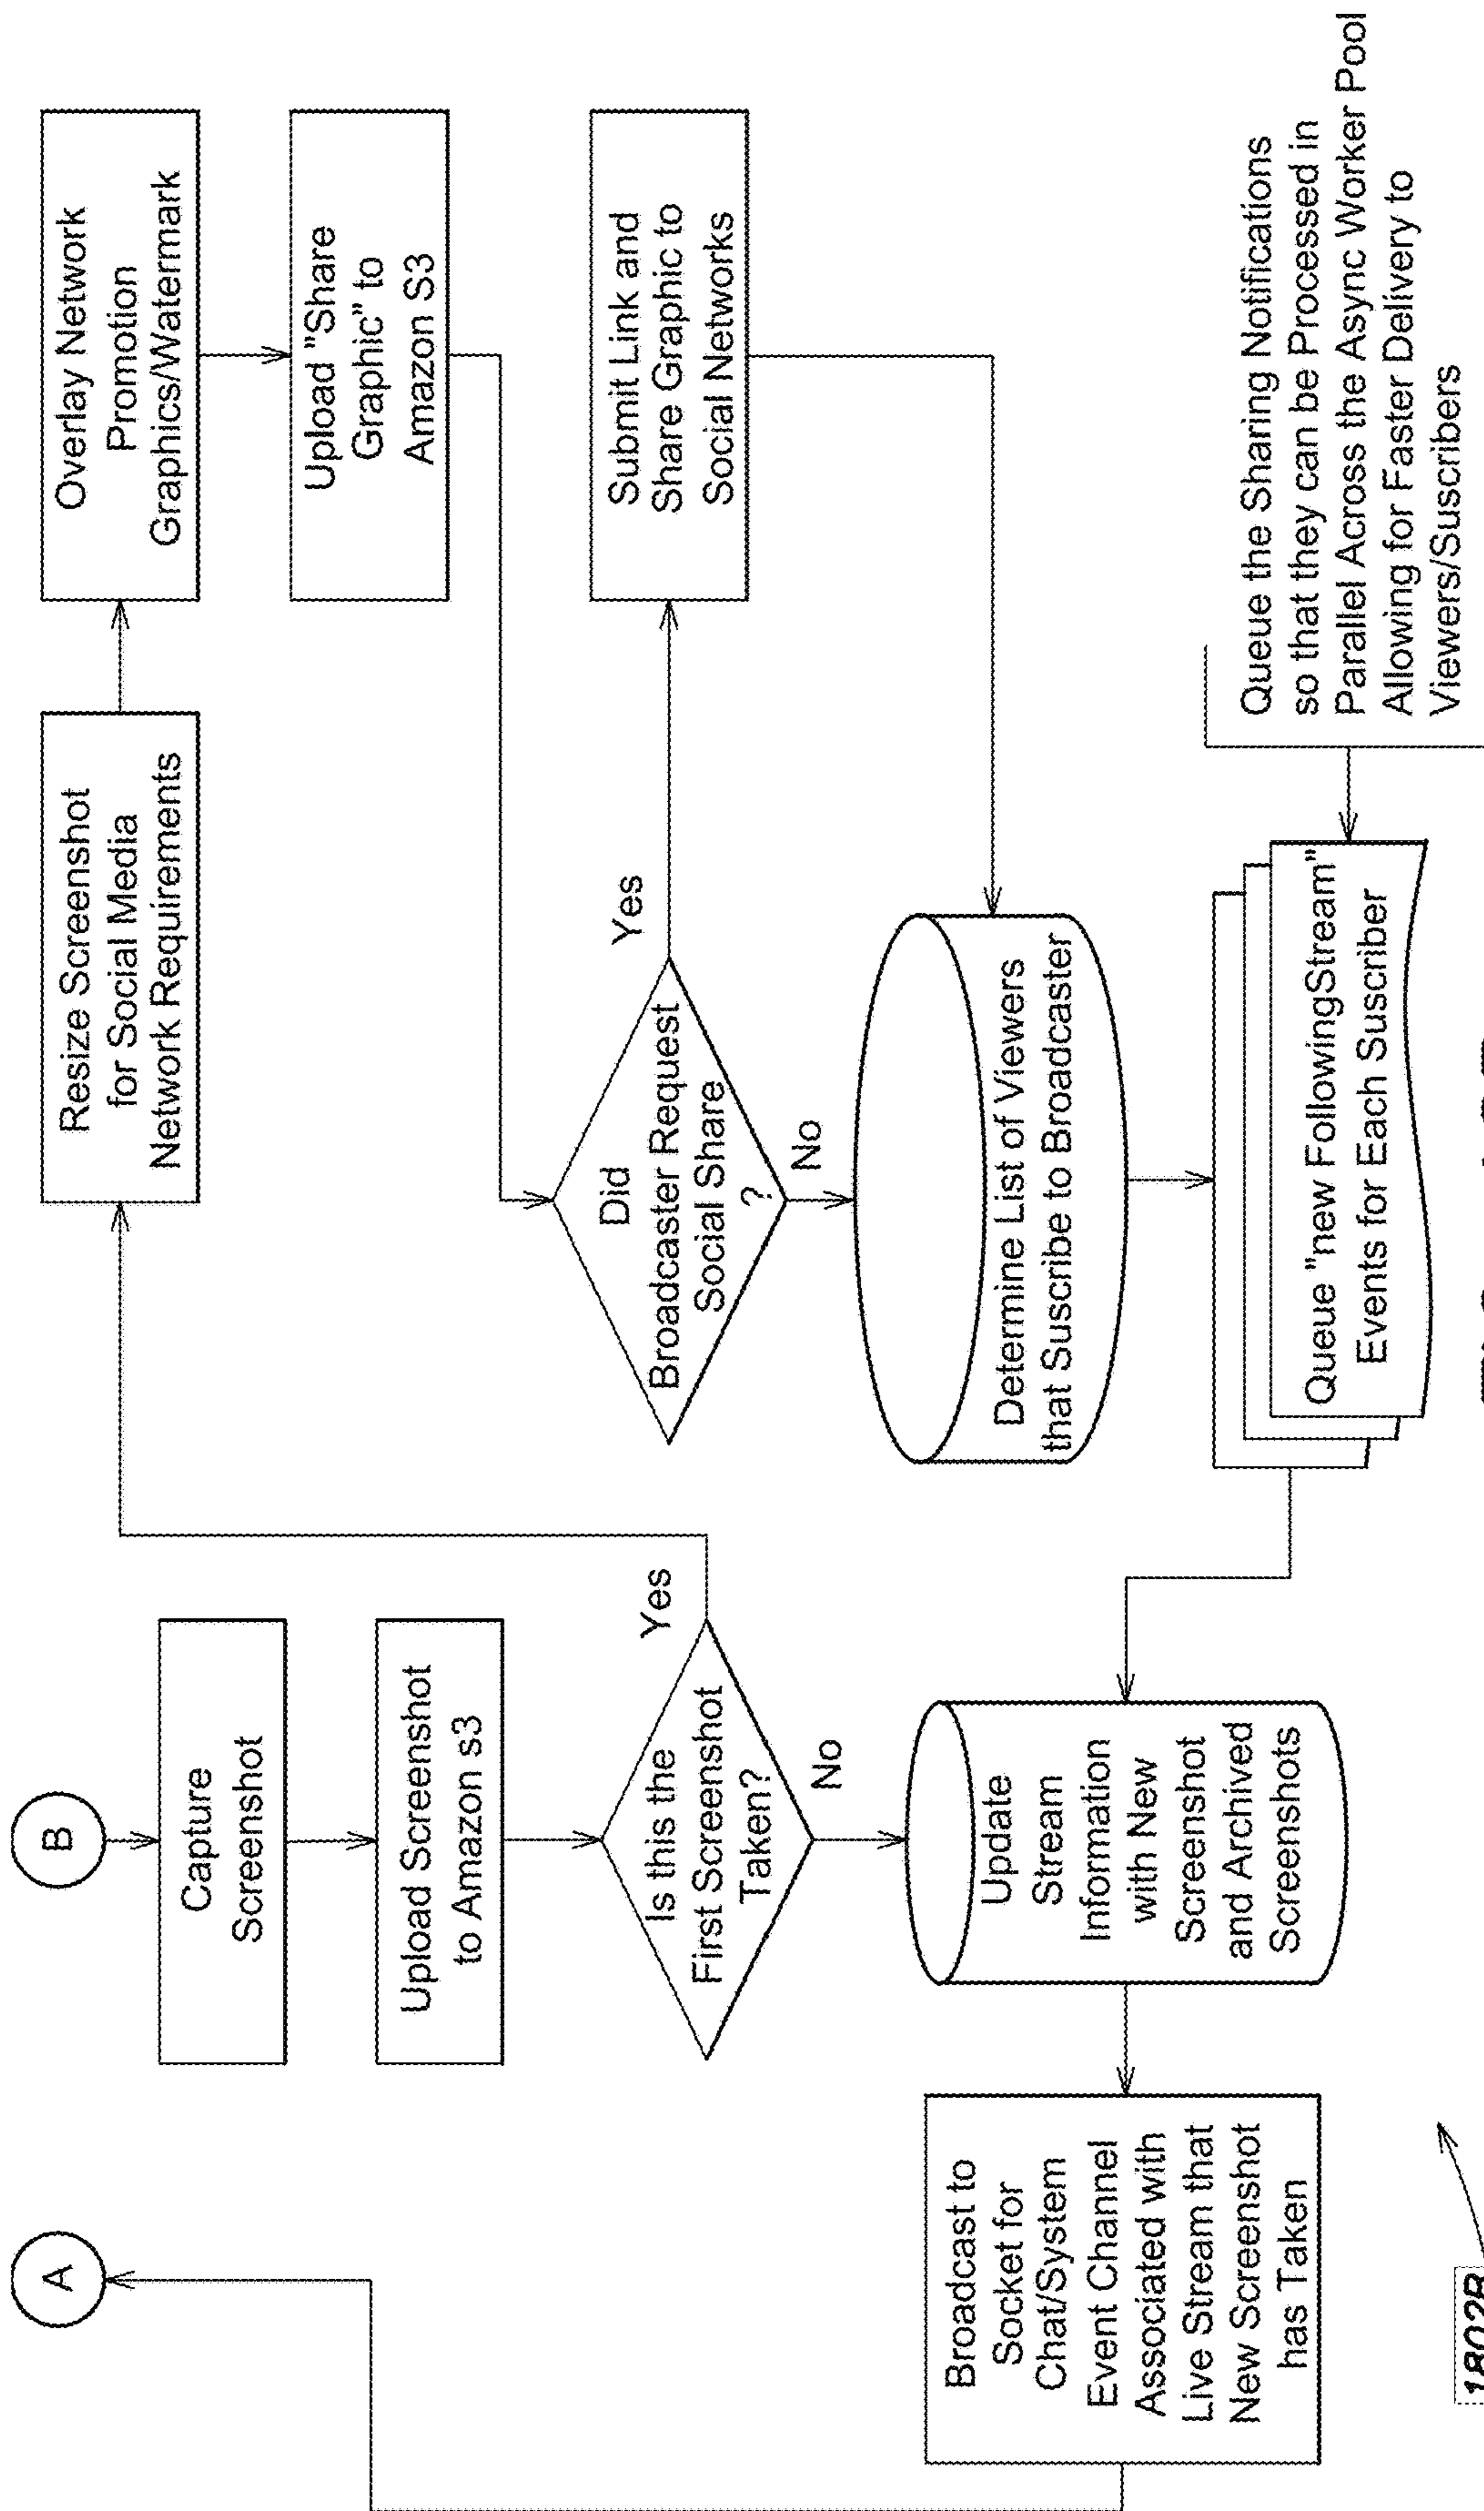 A
B
Capture
Screenshot
Upload Screenshot
to Amazon s3
Is this the
First Screenshot
Taken?
Yes
No
Resize Screenshot
for Social Media
Network Requirements
Overlay Network
Promotion
Graphics/Watermark
Upload "Share
Graphic" to
Amazon S3
Did
Broadcaster Request
Social Share
?
Yes
No
Submit Link and
Share Graphic to
Social Networks
Determine List of Viewers
that Suscribe to Broadcaster
Queue "new FollowingStream"
Events for Each Suscriber
Queue the Sharing Notifications
so that they can be Processed in
Parallel Across the Async Worker Pool
Allowing for Faster Delivery to
Viewers/Suscribers
Update
Stream
Information
with New
Screenshot
and Archived
Screenshots
Broadcast to
Socket for
Chat/System
Event Channel
Associated with
Live Stream that
New Screenshot
has Taken
1802B